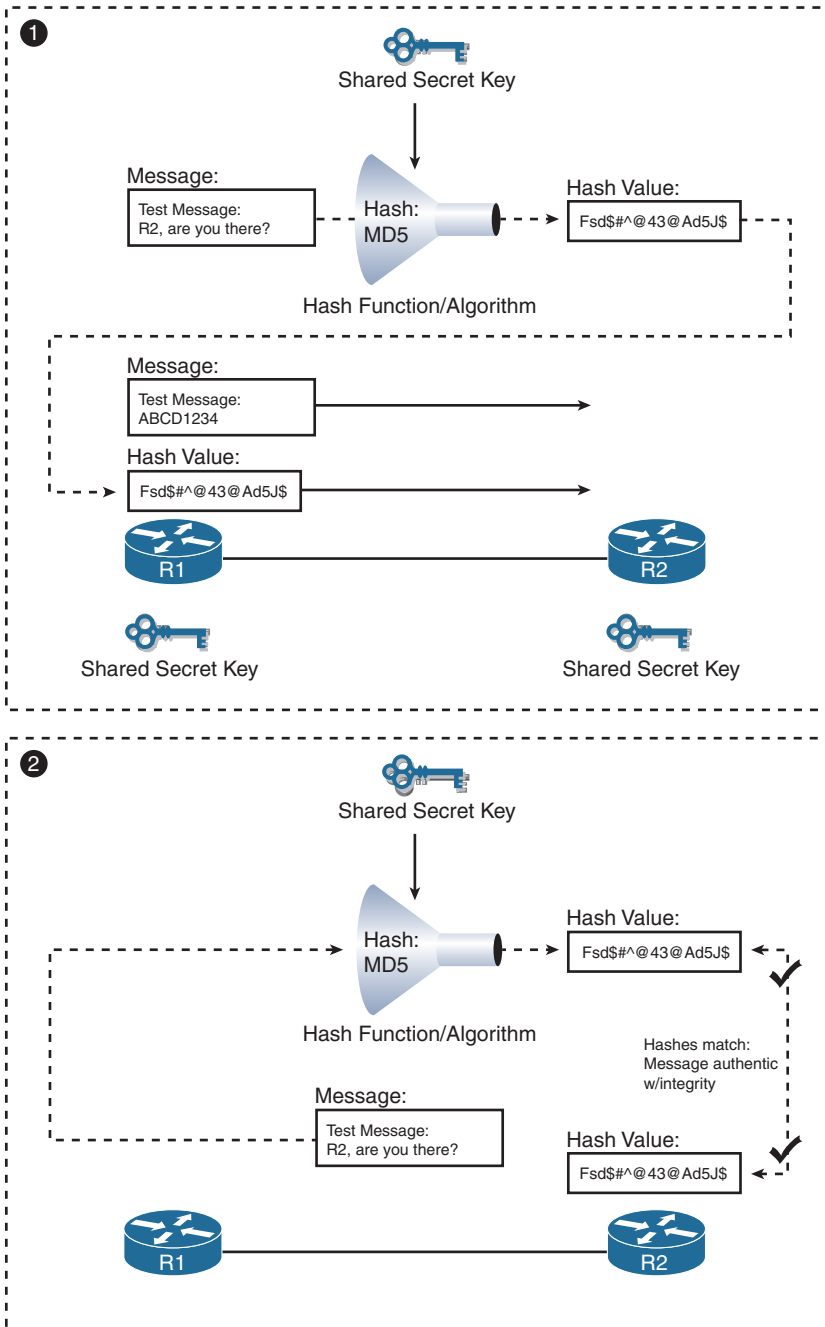 1
Shared Secret Key
Message:
Test Message:
R2, are you there?
Hash:
MD5
Hash Value:
Fsd$#^@43@Ad5J$
Hash Function/Algorithm
Message:
Test Message:
ABCD1234
Hash Value:
Fsd$#^@43@Ad5J$
R1
R2
Shared Secret Key
Shared Secret Key
2
Shared Secret Key
Hash:
MD5
Hash Value:
Fsd$#^@43@Ad5J$
Hash Function/Algorithm
Hashes match:
Message authentic
w/integrity
Message:
Test Message:
R2, are you there?
Hash Value:
Fsd$#^@43@Ad5J$
R1
R2